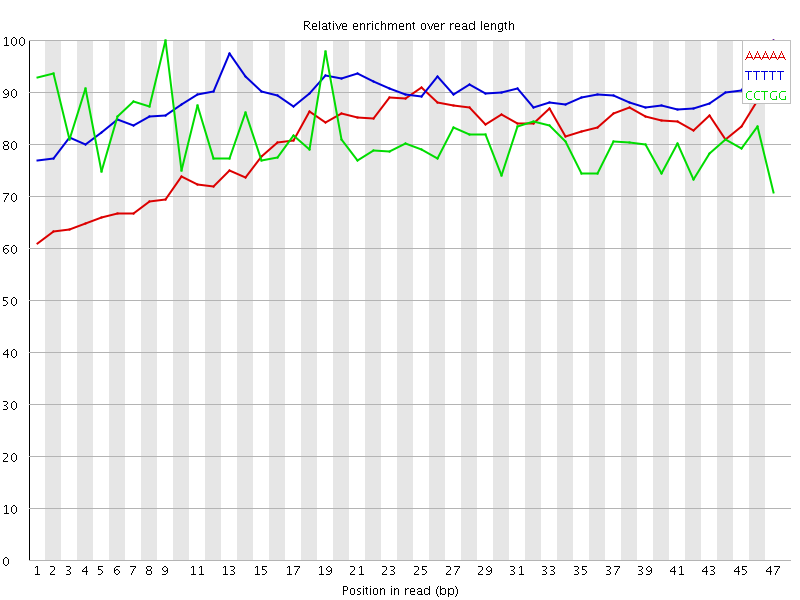 Relative enrichment over read length
100
90
80
70
60
50
40
30
20
10
0
AAAAA
TTTTT
CCTGG
1 2 3 4 5 6 7 8 9 11 13 15 17 19 21 23 25 27 29 31 33 35 37 39 41 43 45 47
Position in read (bp)